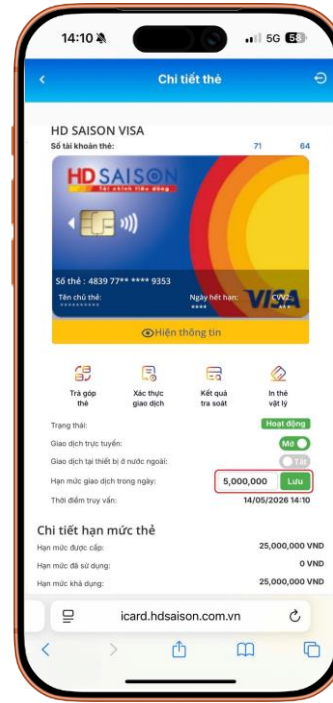 14:10 5G 58
Chi tiết thẻ
HD SAISON VISA
Số tài khoản thẻ: 71 64
HD SAISON
Tài chính tiêu dùng
Số thẻ : 4839 77** **** 9353
Tên chủ thẻ: Ngày hết hạn: CVV2:
********** **** ***
VISA
Hiện thông tin
Trả góp thẻ
Xác thực giao dịch
Kết quả tra soát
In thẻ vật lý
Trạng thái: Hoạt động
Giao dịch trực tuyến: Mở
Giao dịch tại thiết bị ở nước ngoài: Tắt
Hạn mức giao dịch trong ngày: 5,000,000 Lưu
Thời điểm truy vấn: 14/05/2026 14:10
Chi tiết hạn mức thẻ
Hạn mức được cấp: 25,000,000 VND
Hạn mức đã sử dụng: 0 VND
Hạn mức khả dụng: 25,000,000 VND
icard.hdsaison.com.vn